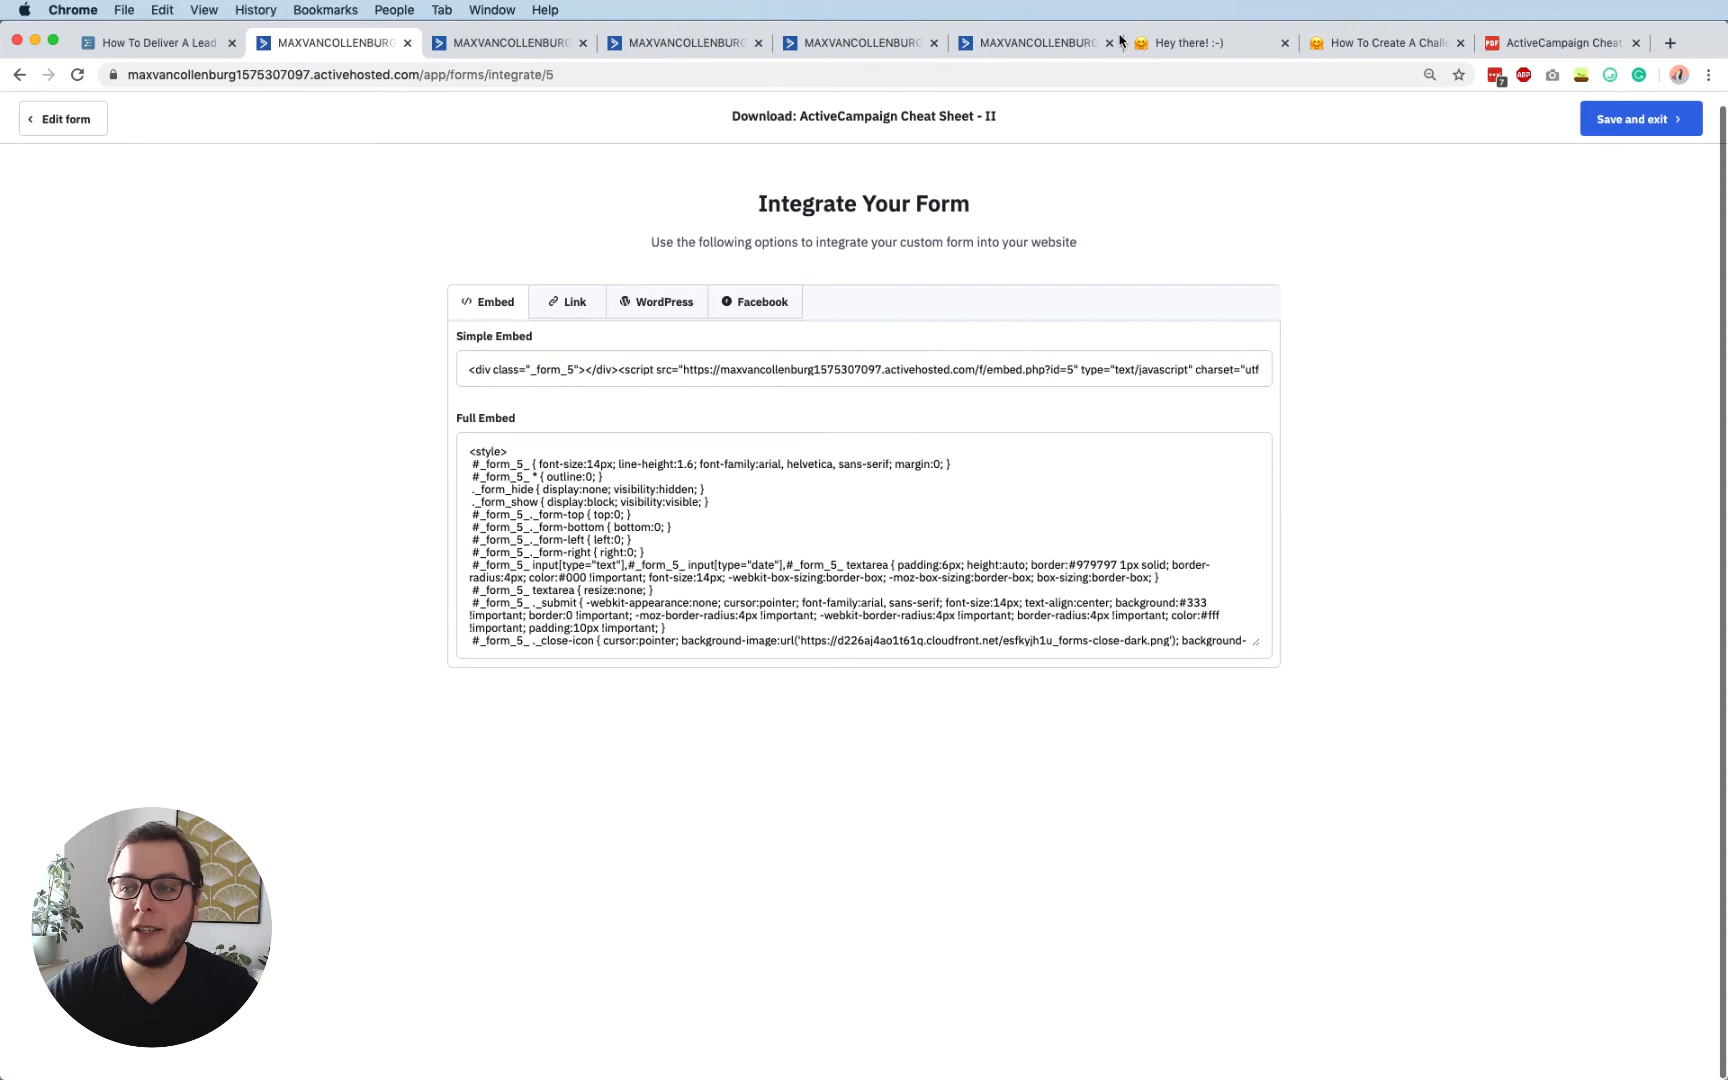 Chrome File Edit View History Bookmarks People Tab Window Help
How To Deliver A Lead MAXVANCOLLENBURG MAXVANCOLLENBURG MAXVANCOLLENBURG MAXVANCOLLENBURG MAXVANCOLLENBURG Hey there! :-) How To Create A Chall ActiveCampaign Cheat
maxvancollenburg1575307097.activehosted.com/app/forms/integrate/5 7 ABP
Edit form Download: ActiveCampaign Cheat Sheet - II Save and exit
Integrate Your Form
Use the following options to integrate your custom form into your website
Embed Link WordPress Facebook
Simple Embed
<div class="_form_5"></div><script src="https://maxvancollenburg1575307097.activehosted.com/f/embed.php?id=5" type="text/javascript" charset="utf
Full Embed
<style>
#_form_5_ { font-size:14px; line-height:1.6; font-family:arial, helvetica, sans-serif; margin:0; }
#_form_5_ * { outline:0; }
._form_hide { display:none; visibility:hidden; }
._form_show { display:block; visibility:visible; }
#_form_5_._form-top { top:0; }
#_form_5_._form-bottom { bottom:0; }
#_form_5_._form-left { left:0; }
#_form_5_._form-right { right:0; }
#_form_5_ input[type="text"],#_form_5_ input[type="date"],#_form_5_ textarea { padding:6px; height:auto; border:#979797 1px solid; border-
radius:4px; color:#000 !important; font-size:14px; -webkit-box-sizing:border-box; -moz-box-sizing:border-box; box-sizing:border-box; }
#_form_5_ textarea { resize:none; }
#_form_5_ ._submit { -webkit-appearance:none; cursor:pointer; font-family:arial, sans-serif; font-size:14px; text-align:center; background:#333
!important; border:0 !important; -moz-border-radius:4px !important; -webkit-border-radius:4px !important; border-radius:4px !important; color:#fff
!important; padding:10px !important; }
#_form_5_ ._close-icon { cursor:pointer; background-image:url('https://d226aj4ao1t61q.cloudfront.net/esfkyjh1u_forms-close-dark.png'); background-